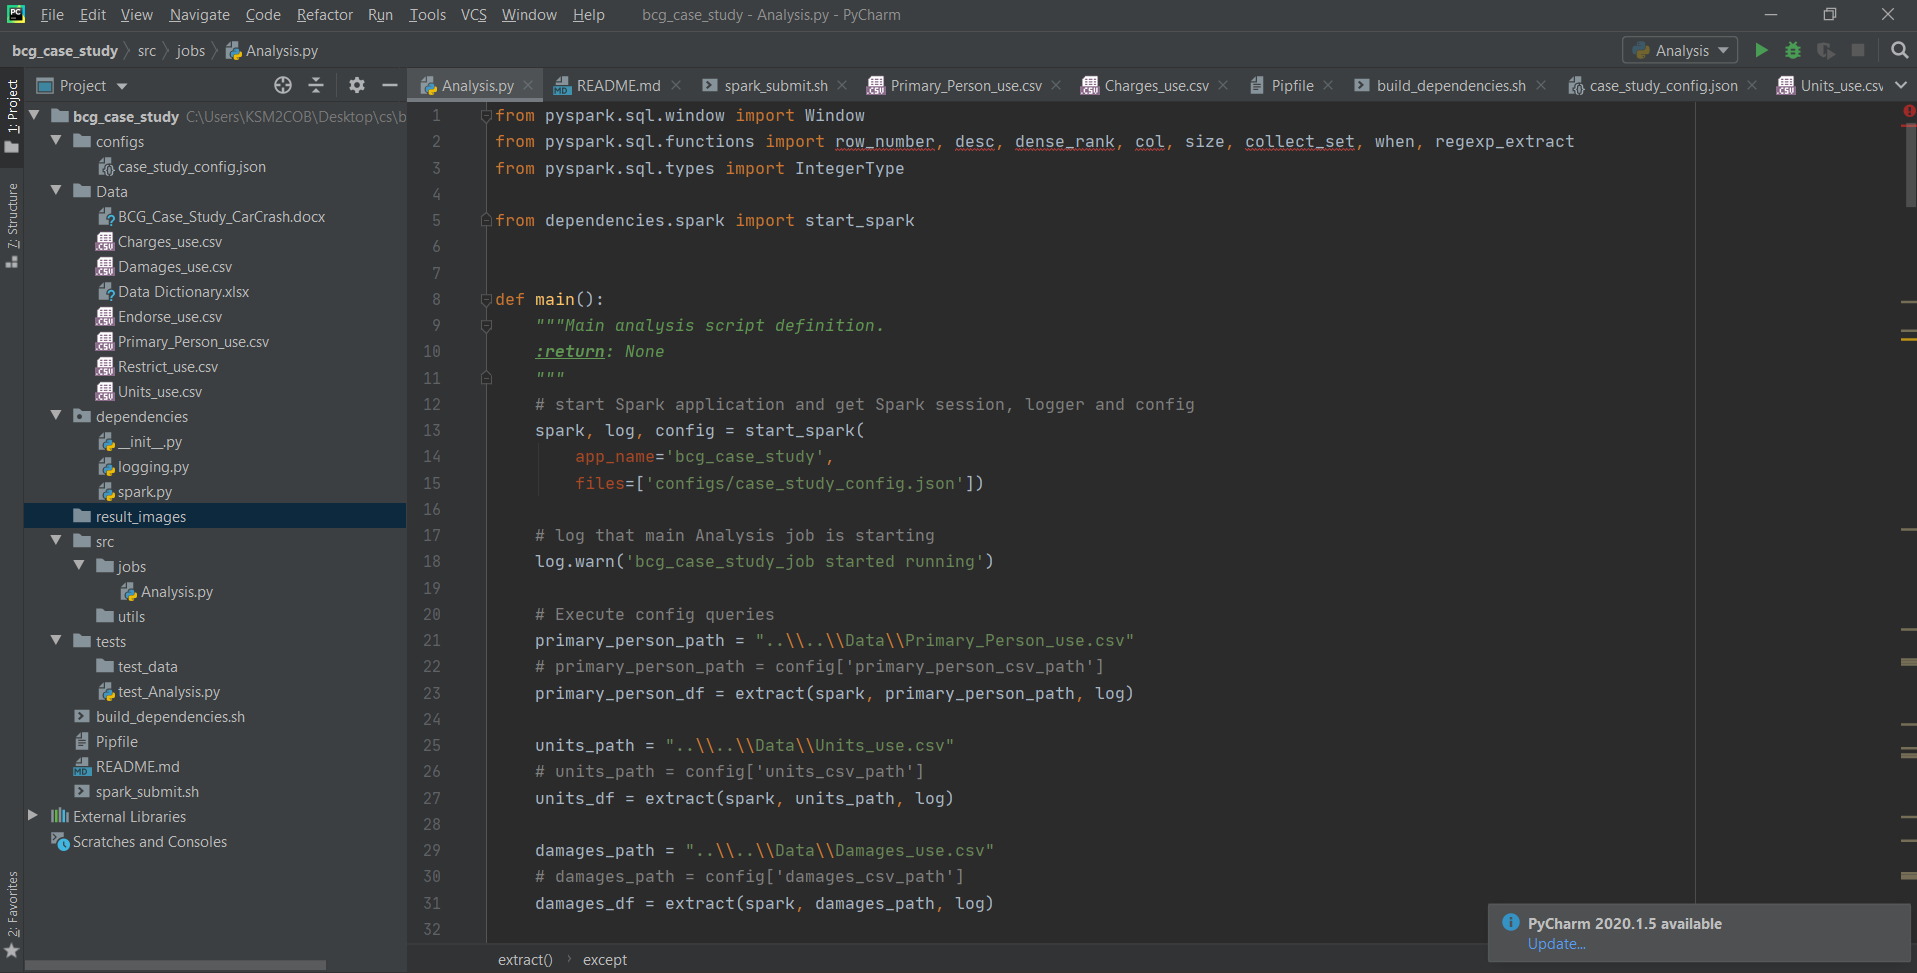 File Edit View Navigate Code Refactor Run Tools VCS Window Help bcg_case_study - Analysis.py - PyCharm
bcg_case_study src jobs Analysis.py Analysis
Project
Analysis.py README.md spark_submit.sh Primary_Person_use.csv Charges_use.csv Pipfile build_dependencies.sh case_study_config.json Units_use.csv
1: Project
7: Structure
2: Favorites
bcg_case_study C:\Users\KSM2COB\Desktop\cs\b
configs
case_study_config.json
Data
BCG_Case_Study_CarCrash.docx
Charges_use.csv
Damages_use.csv
Data Dictionary.xlsx
Endorse_use.csv
Primary_Person_use.csv
Restrict_use.csv
Units_use.csv
dependencies
__init__.py
logging.py
spark.py
result_images
src
jobs
Analysis.py
utils
tests
test_data
test_Analysis.py
build_dependencies.sh
Pipfile
README.md
spark_submit.sh
External Libraries
Scratches and Consoles
1 from pyspark.sql.window import Window
2 from pyspark.sql.functions import row_number, desc, dense_rank, col, size, collect_set, when, regexp_extract
3 from pyspark.sql.types import IntegerType
4
5 from dependencies.spark import start_spark
6
7
8 def main():
9 """Main analysis script definition.
10 :return: None
11 """
12 # start Spark application and get Spark session, logger and config
13 spark, log, config = start_spark(
14 app_name='bcg_case_study',
15 files=['configs/case_study_config.json'])
16
17 # log that main Analysis job is starting
18 log.warn('bcg_case_study_job started running')
19
20 # Execute config queries
21 primary_person_path = "..\\..\\Data\\Primary_Person_use.csv"
22 # primary_person_path = config['primary_person_csv_path']
23 primary_person_df = extract(spark, primary_person_path, log)
24
25 units_path = "..\\..\\Data\\Units_use.csv"
26 # units_path = config['units_csv_path']
27 units_df = extract(spark, units_path, log)
28
29 damages_path = "..\\..\\Data\\Damages_use.csv"
30 # damages_path = config['damages_csv_path']
31 damages_df = extract(spark, damages_path, log)
32
extract() except
PyCharm 2020.1.5 available
Update...